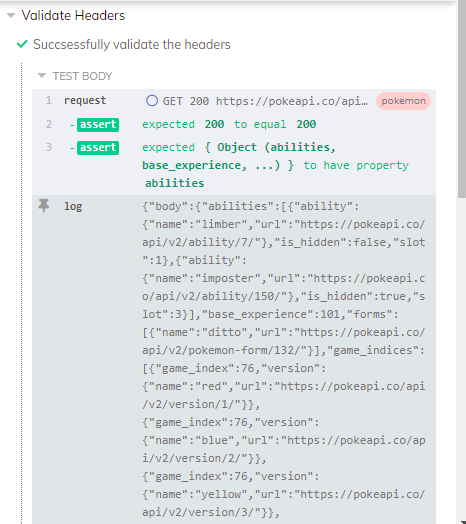 Validate Headers
Succsessfully validate the headers
TEST BODY
1 request GET 200 https://pokeapi.co/api... pokemon
2 -assert expected 200 to equal 200
3 -assert expected { Object (abilities,
base_experience, ...) } to have property
abilities
log {"body":{"abilities":[{"ability":
{"name":"limber","url":"https://pokeapi.co/
api/v2/ability/7/"},"is_hidden":false,"slot
":1},{"ability":
{"name":"imposter","url":"https://pokeapi.c
o/api/v2/ability/150/"},"is_hidden":true,"s
lot":3}],"base_experience":101,"forms":
[{"name":"ditto","url":"https://pokeapi.co/
api/v2/pokemon-form/132/"}],"game_indices":
[{"game_index":76,"version":
{"name":"red","url":"https://pokeapi.co/api
/v2/version/1/"}},
{"game_index":76,"version":
{"name":"blue","url":"https://pokeapi.co/ap
i/v2/version/2/"}},
{"game_index":76,"version":
{"name":"yellow","url":"https://pokeapi.co/
api/v2/version/3/"}},